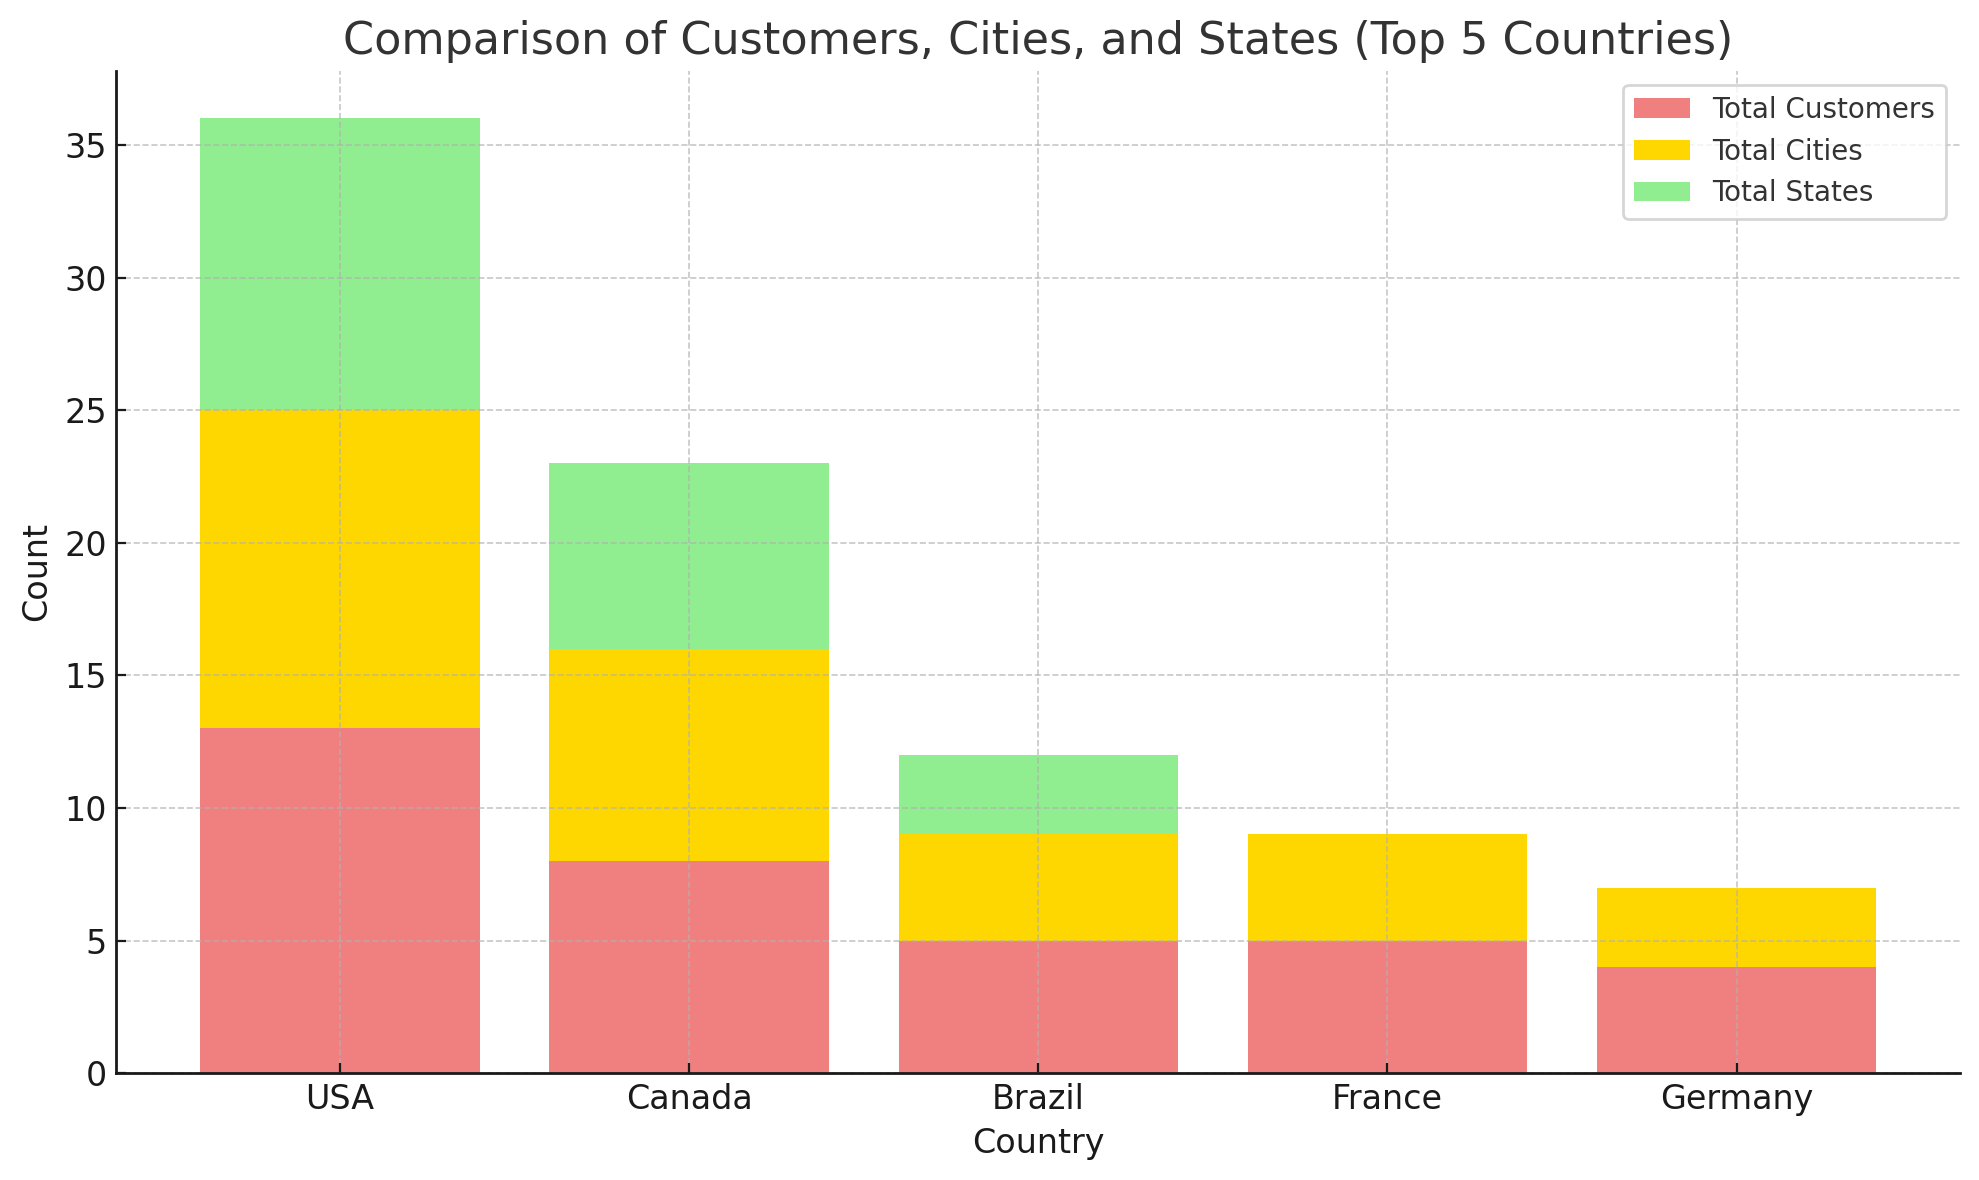 Comparison of Customers, Cities, and States (Top 5 Countries)
Total Customers
Total Cities
Total States
Count
35
30
25
20
15
10
5
0
USA Canada Brazil France Germany
Country